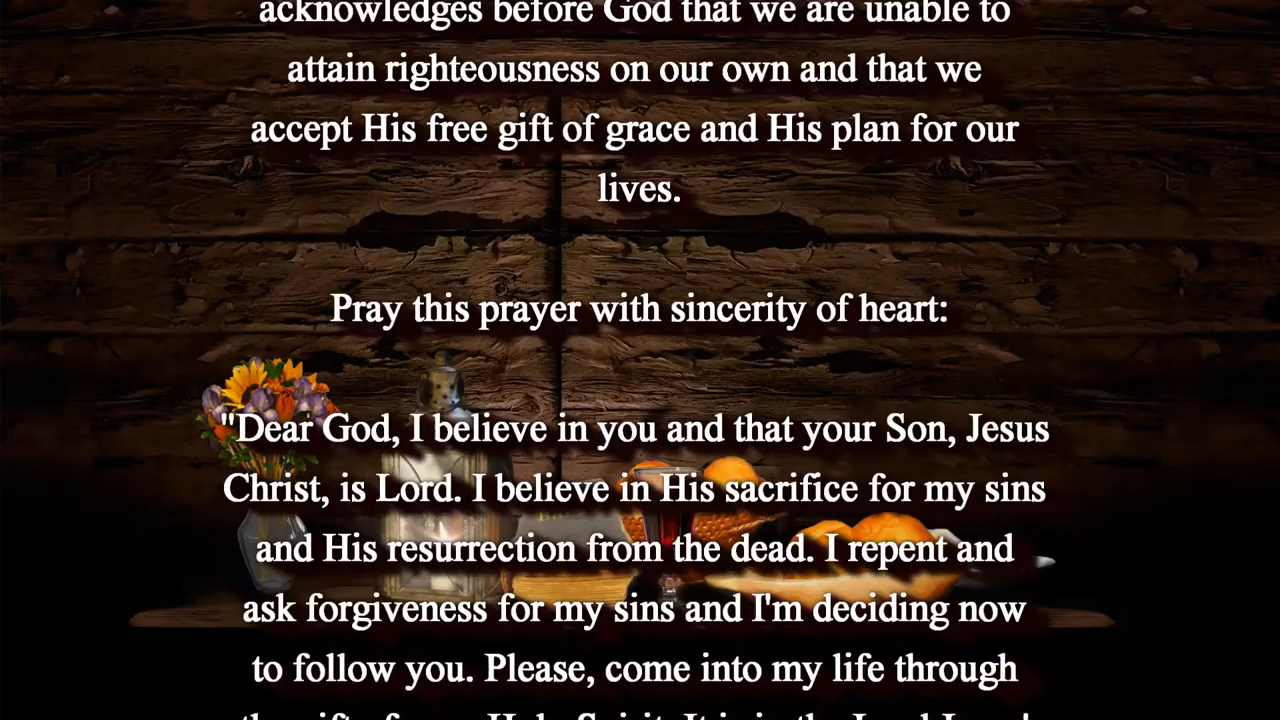 acknowledges before God that we are unable to
attain righteousness on our own and that we
accept His free gift of grace and His plan for our
lives.
Pray this prayer with sincerity of heart:
"Dear God, I believe in you and that your Son, Jesus
Christ, is Lord. I believe in His sacrifice for my sins
and His resurrection from the dead. I repent and
ask forgiveness for my sins and I'm deciding now
to follow you. Please, come into my life through